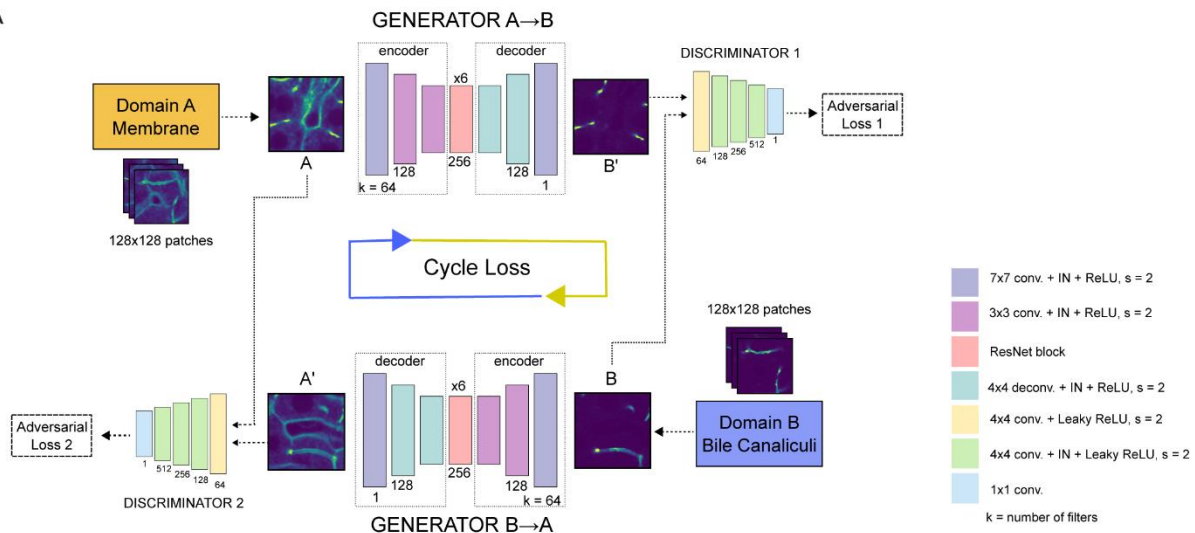 A
GENERATOR A→B
encoder
decoder
x6
k = 64
128
256
128
1
Domain A
Membrane
128x128 patches
A
B'
DISCRIMINATOR 1
64
128
256
512
1
Adversarial
Loss 1
Cycle Loss
128x128 patches
Domain B
Bile Canaliculi
B
A'
decoder
encoder
x6
1
128
256
128
k = 64
GENERATOR B→A
Adversarial
Loss 2
1
512
256
128
64
DISCRIMINATOR 2
7x7 conv. + IN + ReLU, s = 2
3x3 conv. + IN + ReLU, s = 2
ResNet block
4x4 deconv. + IN + ReLU, s = 2
4x4 conv. + Leaky ReLU, s = 2
4x4 conv. + IN + Leaky ReLU, s = 2
1x1 conv.
k = number of filters